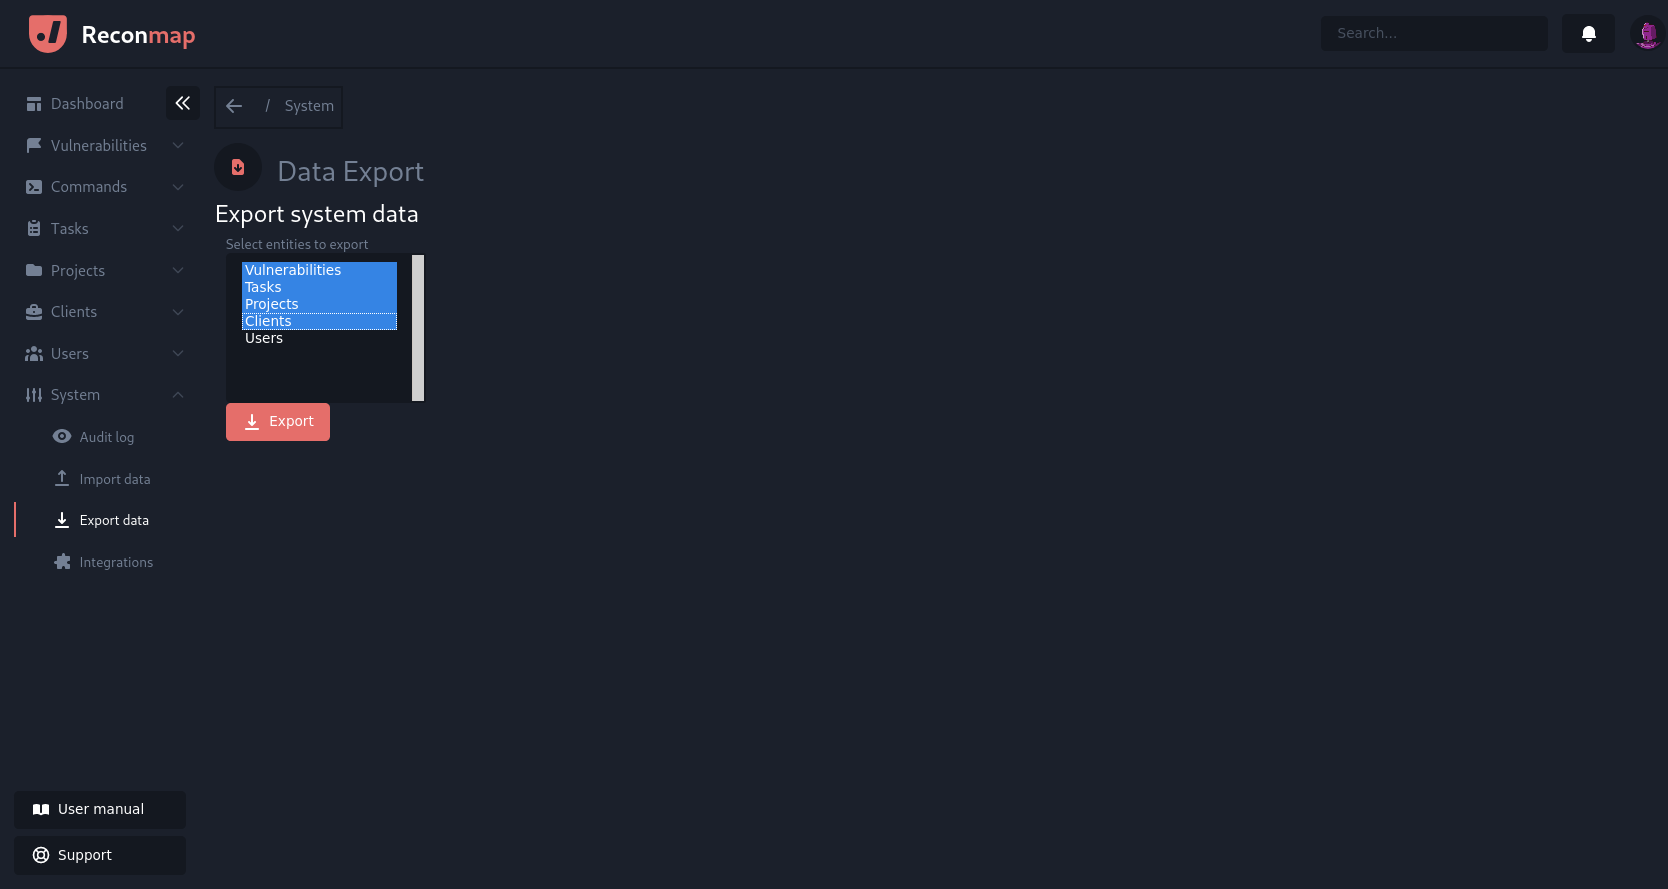 Reconmap
Search...
Dashboard
Vulnerabilities
Commands
Tasks
Projects
Clients
Users
System
Audit log
Import data
Export data
Integrations
User manual
Support
/ System
Data Export
Export system data
Select entities to export
Vulnerabilities
Tasks
Projects
Clients
Users
Export